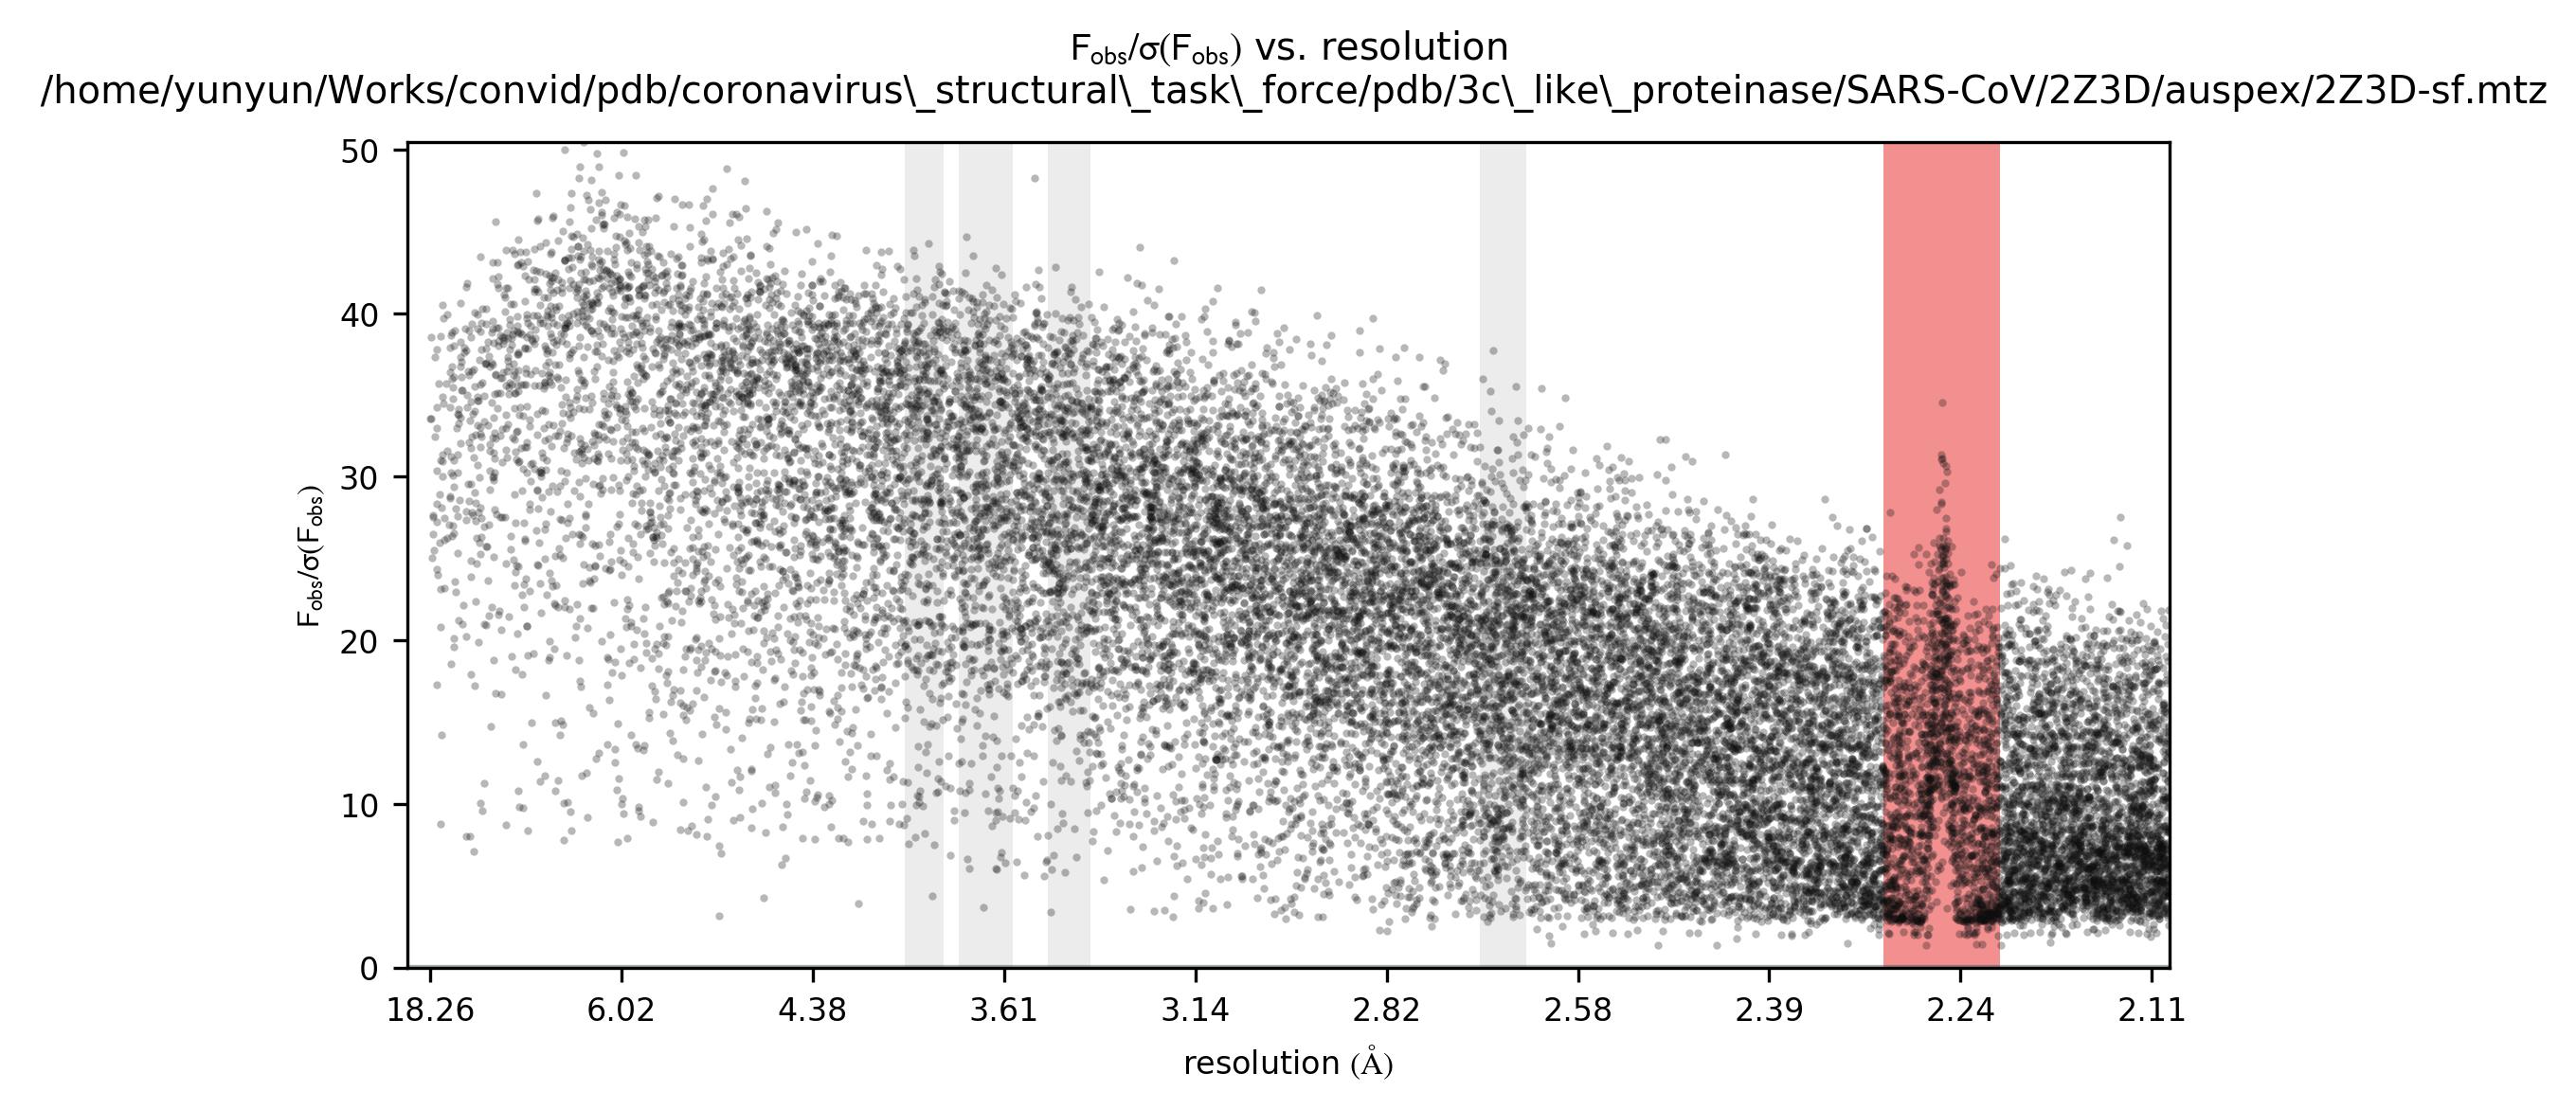 Fobs/σ(Fobs) vs. resolution
/home/yunyun/Works/convid/pdb/coronavirus\_structural\_task\_force/pdb/3c\_like\_proteinase/SARS-CoV/2Z3D/auspex/2Z3D-sf.mtz
50
40
30
20
10
0
Fobs/σ(Fobs)
18.26 6.02 4.38 3.61 3.14 2.82 2.58 2.39 2.24 2.11
resolution (Å)